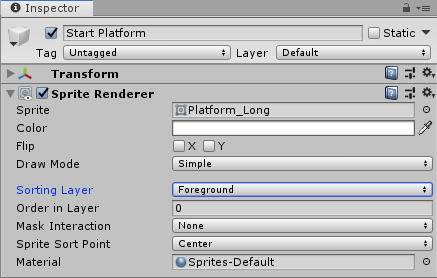 Inspector
Start Platform Static
Tag Untagged Layer Default
Transform
Sprite Renderer
Sprite Platform_Long
Color
Flip X Y
Draw Mode Simple
Sorting Layer Foreground
Order in Layer 0
Mask Interaction None
Sprite Sort Point Center
Material Sprites-Default